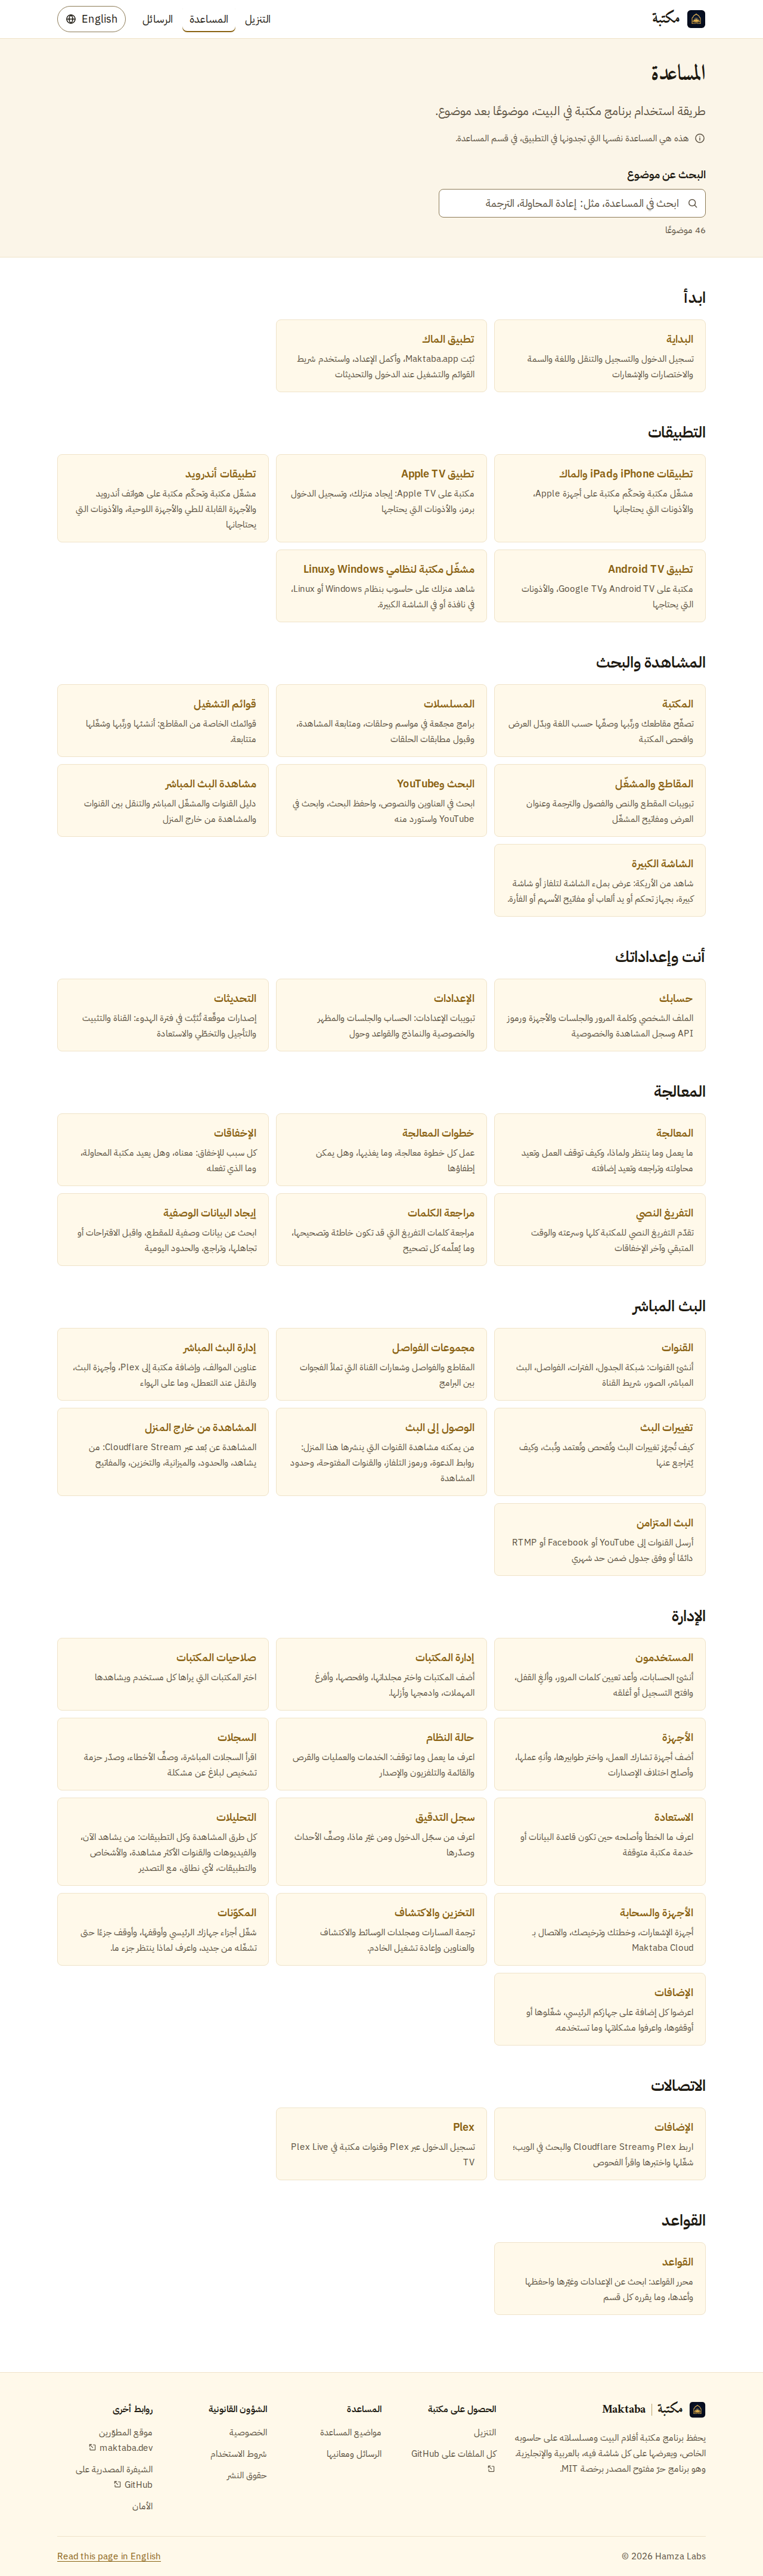 مكتبة
التنزيل
المساعدة
الرسائل
English
المساعدة
طريقة استخدام برنامج مكتبة في البيت، موضوعًا بعد موضوع.
هذه هي المساعدة نفسها التي تجدونها في التطبيق، في قسم المساعدة.
البحث عن موضوع
ابحث في المساعدة، مثل: إعادة المحاولة، الترجمة
46 موضوعًا
ابدأ
البداية
تسجيل الدخول والتسجيل والتنقل واللغة والسمة
والاختصارات والإشعارات
تطبيق الماك
ثبّت Maktaba.app، وأكمل الإعداد، واستخدم شريط
القوائم والتشغيل عند الدخول والتحديثات
التطبيقات
تطبيقات iPhone وiPad والماك
مشغّل مكتبة وتحكّم مكتبة على أجهزة Apple،
والأذونات التي يحتاجانها
تطبيق Apple TV
مكتبة على Apple TV: إيجاد منزلك، وتسجيل الدخول
برمز، والأذونات التي يحتاجها
تطبيقات أندرويد
مشغّل مكتبة وتحكّم مكتبة على هواتف أندرويد
والأجهزة القابلة للطي والأجهزة اللوحية، والأذونات التي
يحتاجانها
تطبيق Android TV
مكتبة على Android TV وGoogle TV، والأذونات
التي يحتاجها
مشغّل مكتبة لنظامي Windows وLinux
شاهد منزلك على حاسوب بنظام Windows أو Linux،
في نافذة أو في الشاشة الكبيرة.
المشاهدة والبحث
المكتبة
تصفّح مقاطعك ورتّبها وصفّها حسب اللغة وبدّل العرض
وافحص المكتبة
المسلسلات
برامج مجمّعة في مواسم وحلقات، ومتابعة المشاهدة،
وقبول مطابقات الحلقات
قوائم التشغيل
قوائمك الخاصة من المقاطع: أنشئها ورتّبها وشغّلها
متتابعة.
المقاطع والمشغّل
تبويبات المقطع والنص والفصول والترجمة وعنوان
العرض ومفاتيح المشغّل
البحث وYouTube
ابحث في العناوين والنصوص، واحفظ البحث، وابحث في
YouTube واستورد منه
مشاهدة البث المباشر
دليل القنوات والمشغّل المباشر والتنقل بين القنوات
والمشاهدة من خارج المنزل
الشاشة الكبيرة
شاهد من الأريكة: عرض بملء الشاشة لتلفاز أو شاشة
كبيرة، بجهاز تحكم أو يد ألعاب أو مفاتيح الأسهم أو الفأرة.
أنت وإعداداتك
حسابك
الملف الشخصي وكلمة المرور والجلسات والأجهزة ورموز
API وسجل المشاهدة والخصوصية
الإعدادات
تبويبات الإعدادات: الحساب والجلسات والمظهر
والخصوصية والنماذج والقواعد وحول
التحديثات
إصدارات موقّعة تُثبَّت في فترة الهدوء: القناة والتثبيت
والتأجيل والتخطّي والاستعادة
المعالجة
المعالجة
ما يعمل وما ينتظر ولماذا، وكيف توقف العمل وتعيد
محاولته وتراجعه وتعيد إضافته
خطوات المعالجة
عمل كل خطوة معالجة، وما يغذيها، وهل يمكن
إطفاؤها
الإخفاقات
كل سبب للإخفاق: معناه، وهل يعيد مكتبة المحاولة،
وما الذي تفعله
التفريغ النصي
تقدّم التفريغ النصي للمكتبة كلها وسرعته والوقت
المتبقي وآخر الإخفاقات
مراجعة الكلمات
مراجعة كلمات التفريغ التي قد تكون خاطئة وتصحيحها،
وما يُعلّمه كل تصحيح
إيجاد البيانات الوصفية
ابحث عن بيانات وصفية للمقطع، واقبل الاقتراحات أو
تجاهلها، وتراجع، والحدود اليومية
البث المباشر
القنوات
أنشئ القنوات: شبكة الجدول، الفترات، الفواصل، البث
المباشر، الصور، شريط القناة
مجموعات الفواصل
المقاطع والفواصل وشعارات القناة التي تملأ الفجوات
بين البرامج
إدارة البث المباشر
عناوين الموالف، وإضافة مكتبة إلى Plex، وأجهزة البث،
والنقل عند التعطل، وما على الهواء
تغييرات البث
كيف تُجهَّز تغييرات البث وتُفحص وتُعتمد وتُبث، وكيف
يُتراجع عنها
الوصول إلى البث
من يمكنه مشاهدة القنوات التي ينشرها هذا المنزل:
روابط الدعوة، ورموز التلفاز، والقنوات المفتوحة، وحدود
المشاهدة
المشاهدة من خارج المنزل
المشاهدة عن بُعد عبر Cloudflare Stream: من
يشاهد، والحدود، والميزانية، والتخزين، والمفاتيح
البث المتزامن
أرسل القنوات إلى YouTube أو Facebook أو RTMP
دائمًا أو وفق جدول ضمن حد شهري
الإدارة
المستخدمون
أنشئ الحسابات، وأعد تعيين كلمات المرور، وألغِ القفل،
وافتح التسجيل أو أغلقه
إدارة المكتبات
أضف المكتبات واختر مجلداتها، وافحصها، وأفرغ
المهملات، وادمجها وأزلها.
صلاحيات المكتبات
اختر المكتبات التي يراها كل مستخدم ويشاهدها
الأجهزة
أضف أجهزة تشارك العمل، واختر طوابيرها، وأنهِ عملها،
وأصلح اختلاف الإصدارات
حالة النظام
اعرف ما يعمل وما توقف: الخدمات والعمليات والقرص
والقائمة والتلفزيون والإصدار
السجلات
اقرأ السجلات المباشرة، وصفِّ الأخطاء، وصدّر حزمة
تشخيص لبلاغ عن مشكلة
الاستعادة
اعرف ما الخطأ وأصلحه حين تكون قاعدة البيانات أو
خدمة مكتبة متوقفة
سجل التدقيق
اعرف من سجّل الدخول ومن غيّر ماذا، وصفِّ الأحداث
وصدّرها
التحليلات
كل طرق المشاهدة وكل التطبيقات: من يشاهد الآن،
والفيديوهات والقنوات الأكثر مشاهدة، والأشخاص
والتطبيقات، لأي نطاق، مع التصدير
الأجهزة والسحابة
أجهزة الإشعارات، وخطتك وترخيصك، والاتصال بـ
Maktaba Cloud
التخزين والاكتشاف
ترجمة المسارات ومجلدات الوسائط والاكتشاف
والعناوين وإعادة تشغيل الخادم.
المكوّنات
شغّل أجزاء جهازك الرئيسي وأوقفها، وأوقف جزءًا حتى
تشغّله من جديد، واعرف لماذا ينتظر جزء ما.
الإضافات
اعرضوا كل إضافة على جهازكم الرئيسي، شغّلوها أو
أوقفوها، واعرفوا مشكلاتها وما تستخدمه.
الاتصالات
الإضافات
اربط Plex وCloudflare Stream والبحث في الويب؛
شغّلها واختبرها واقرأ الفحوص
Plex
تسجيل الدخول عبر Plex وقنوات مكتبة في Plex Live
TV
القواعد
القواعد
محرر القواعد: ابحث عن الإعدادات وغيّرها واحفظها
وأعدها، وما يقرره كل قسم
مكتبة | Maktaba
يحفظ برنامج مكتبة أفلام البيت ومسلسلاته على حاسوبه
الخاص، ويعرضها على كل شاشة فيه، بالعربية والإنجليزية.
وهو برنامج حرّ مفتوح المصدر برخصة MIT.
الحصول على مكتبة
التنزيل
كل الملفات على GitHub
المساعدة
مواضيع المساعدة
الرسائل ومعانيها
الشؤون القانونية
الخصوصية
شروط الاستخدام
حقوق النشر
روابط أخرى
موقع المطوّرين
maktaba.dev
الشيفرة المصدرية على
GitHub
الأمان
© 2026 Hamza Labs
Read this page in English